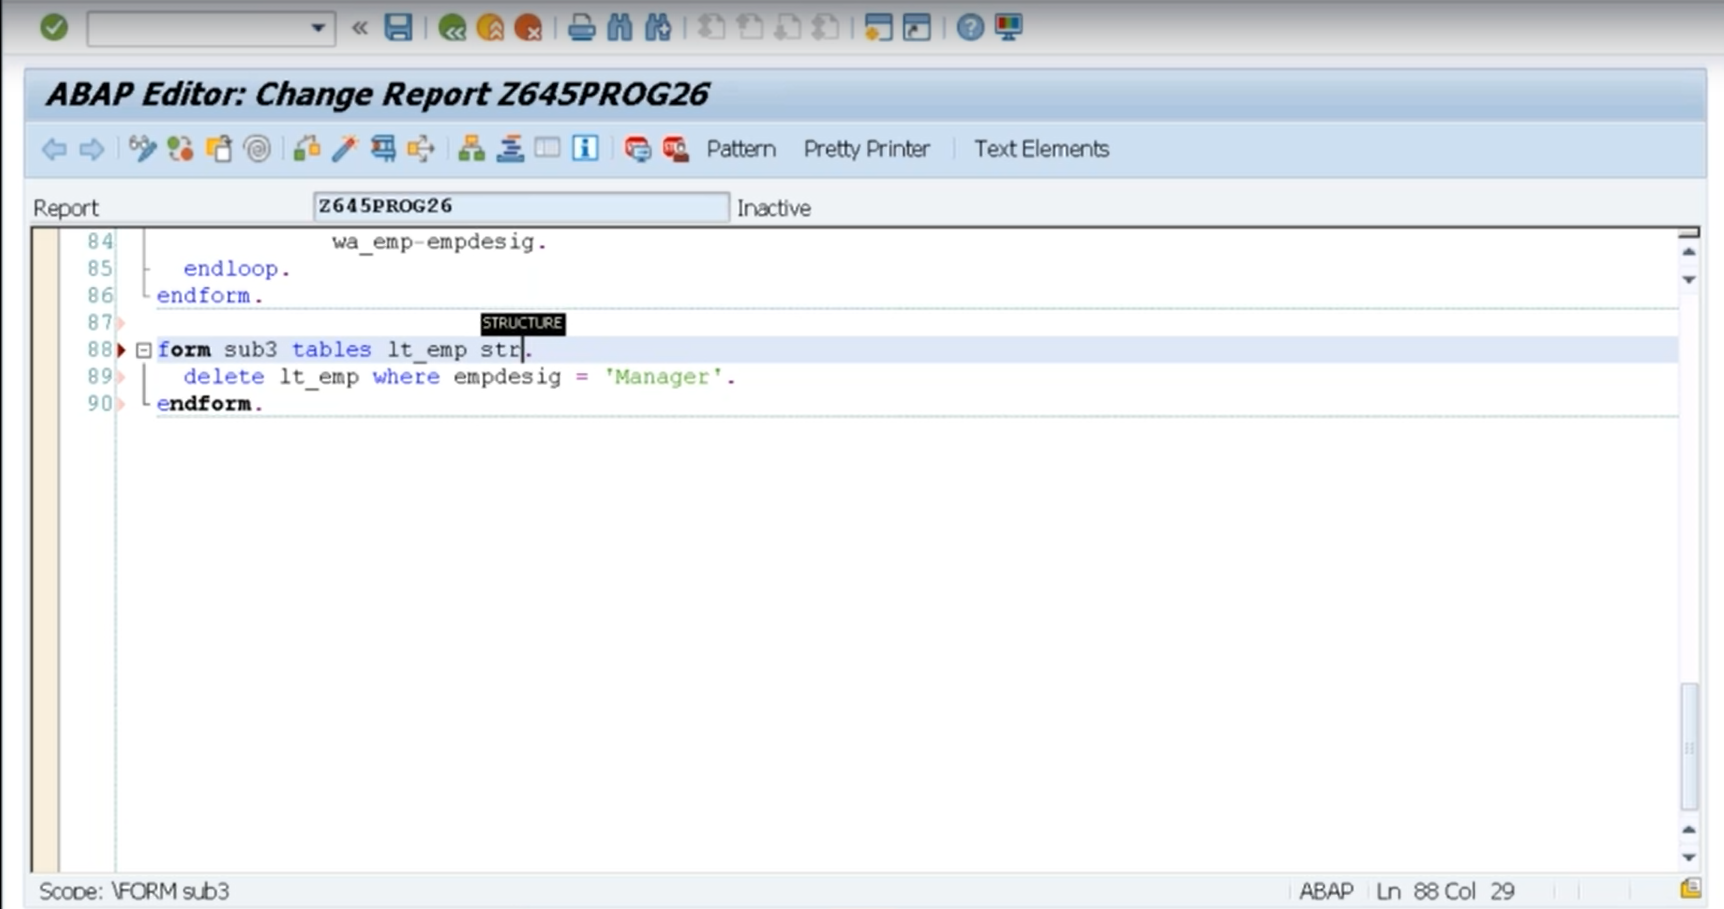 ABAP Editor: Change Report Z645PROG26
Pattern Pretty Printer Text Elements
Report Z645PROG26 Inactive
84 wa_emp-empdesig.
85 endloop.
86 endform.
87 STRUCTURE
88 form sub3 tables lt_emp str.
89 delete lt_emp where empdesig = 'Manager'.
90 endform.
Scope: \FORM sub3 ABAP Ln 88 Col 29